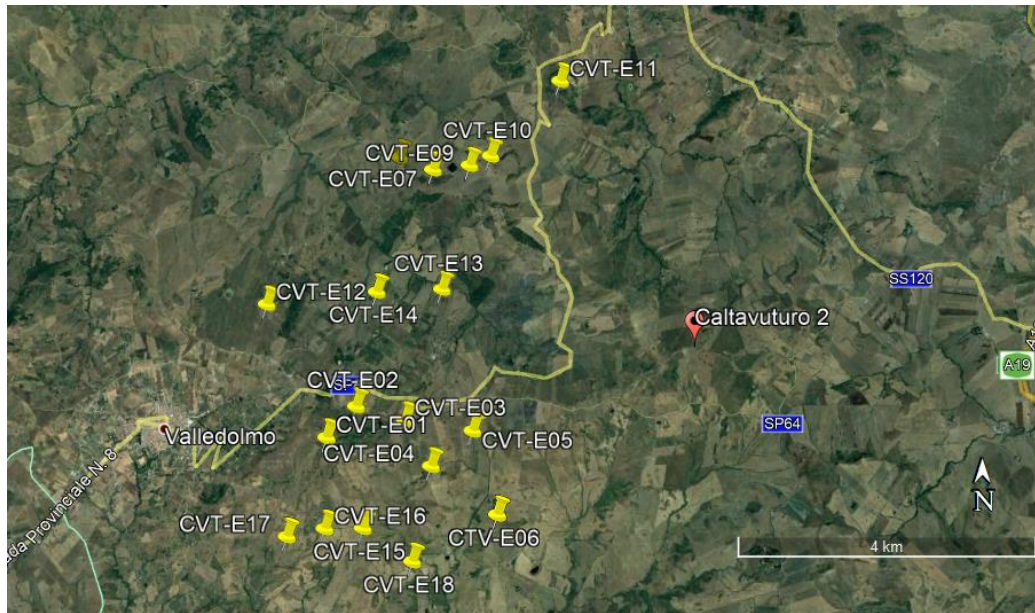 CVT-E11
CVT-E10
CVT-E09
CVT-E07
CVT-E13
CVT-E12
CVT-E14
SS120
Caltavuturo 2
A19
CVT-E02
CVT-E03
CVT-E01
SP64
Valledolmo
CVT-E05
CVT-E04
ada Provinciale N. 8
N
CVT-E17
CVT-E16
CTV-E06
CVT-E15
4 km
CVT-E18